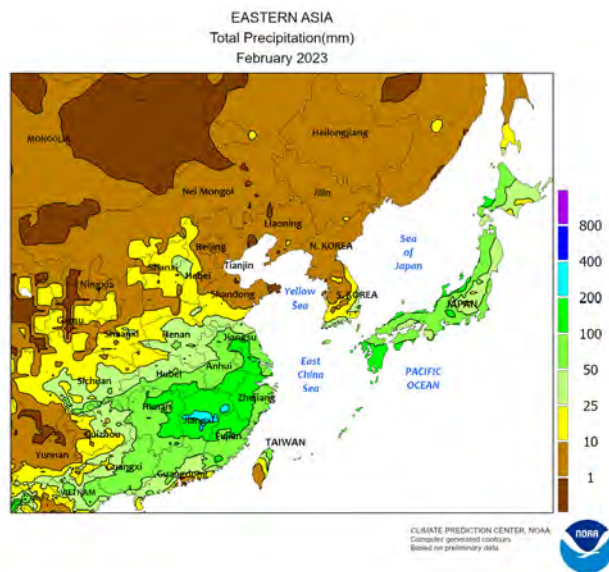 EASTERN ASIA
Total Precipitation(mm)
February 2023
MONGOLIA
Heilongjiang
Nei Mongol
Jilin
Liaoning
Beijing
N. KOREA
Sea
of
Japan
Tianjin
Shanxi
Hebei
Ningxia
Shandong
Yellow
Sea
S. KOREA
JAPAN
Gansu
Shaanxi
Henan
Jiangsu
Anhui
East
China
Sea
PACIFIC
OCEAN
Sichuan
Hubei
Zhejiang
Hunan
Jiangxi
Guizhou
Fujian
TAIWAN
Yunnan
Guangxi
Guangdong
VIETNAM
800
400
200
100
50
25
10
1
CLIMATE PREDICTION CENTER, NOAA
Computer generated contours
Based on preliminary data
NOAA